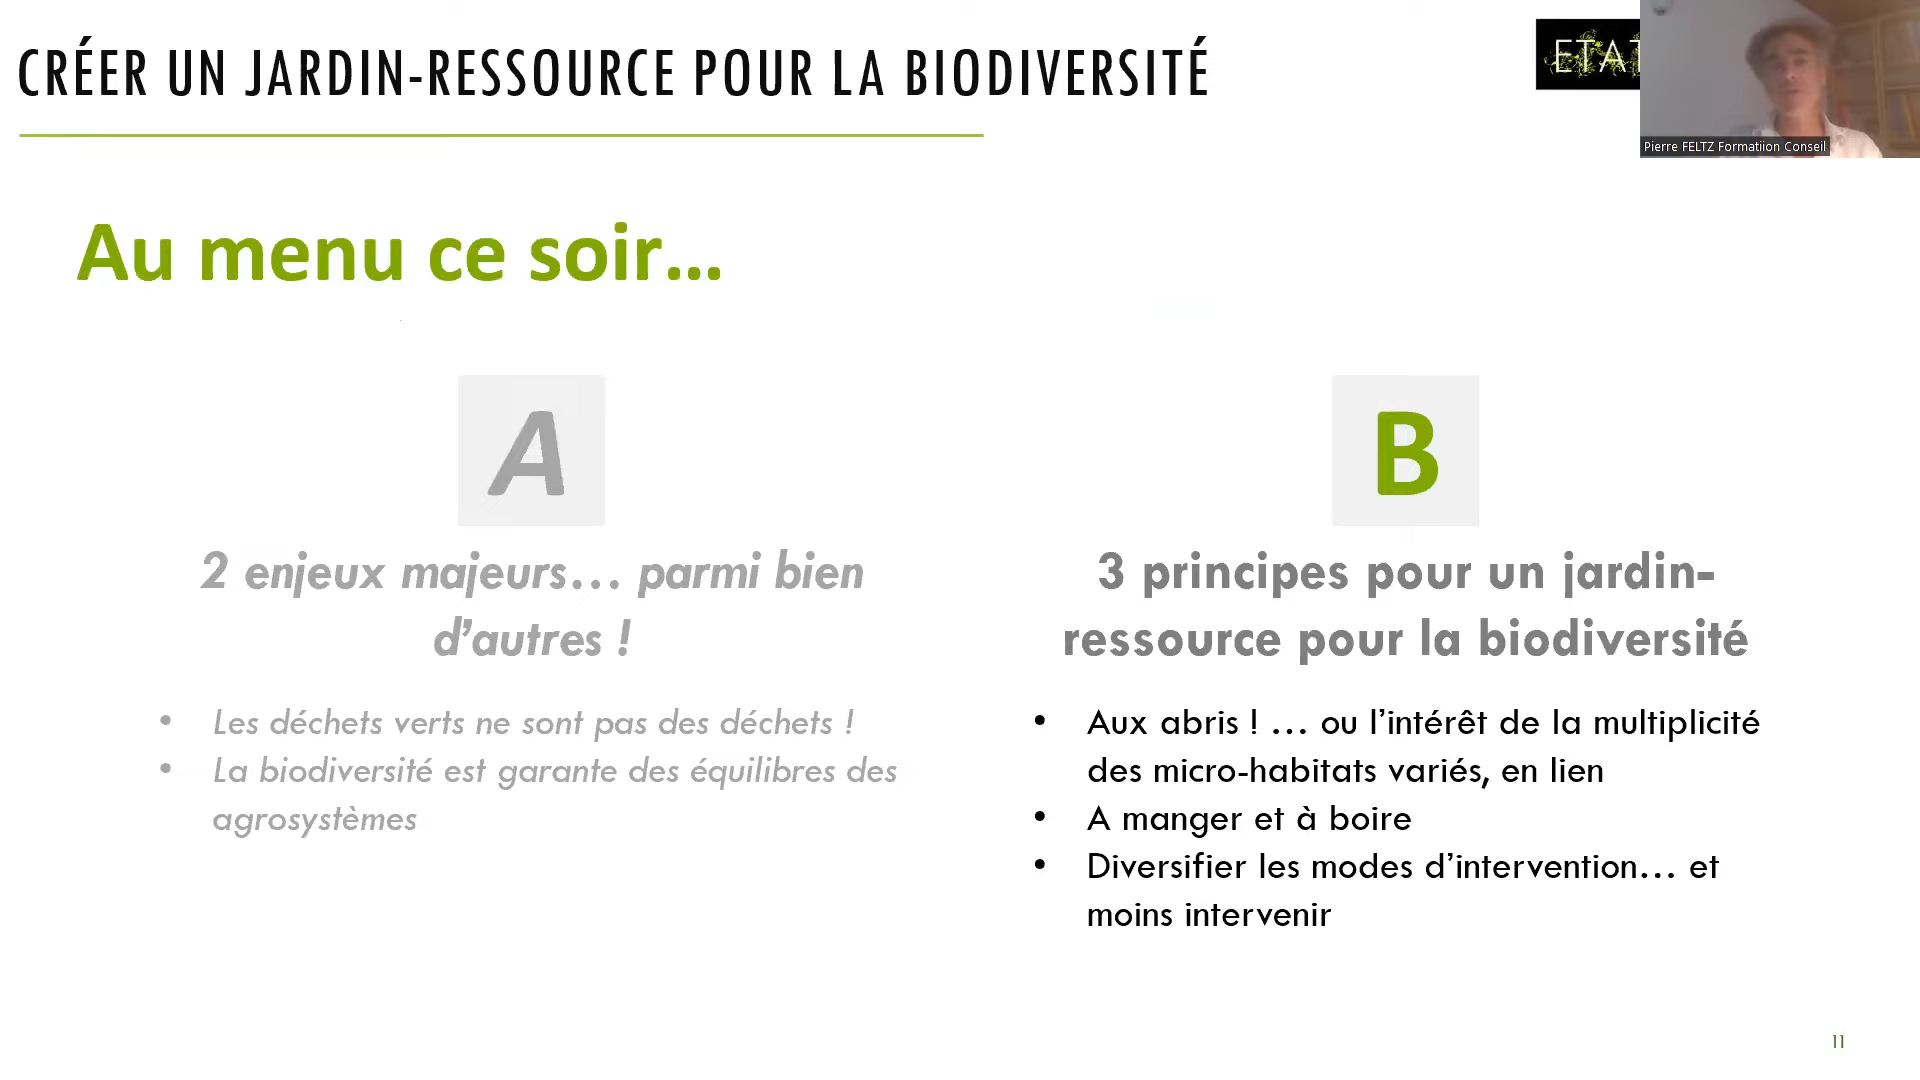 CRÉER UN JARDIN-RESSOURCE POUR LA BIODIVERSITÉ
Pierre FELTZ Formatiion Conseil
Au menu ce soir...
A
2 enjeux majeurs... parmi bien
d'autres !
• Les déchets verts ne sont pas des déchets !
• La biodiversité est garante des équilibres des
agrosystèmes
B
3 principes pour un jardin-
ressource pour la biodiversité
• Aux abris ! ... ou l'intérêt de la multiplicité
des micro-habitats variés, en lien
• A manger et à boire
• Diversifier les modes d'intervention... et
moins intervenir
11